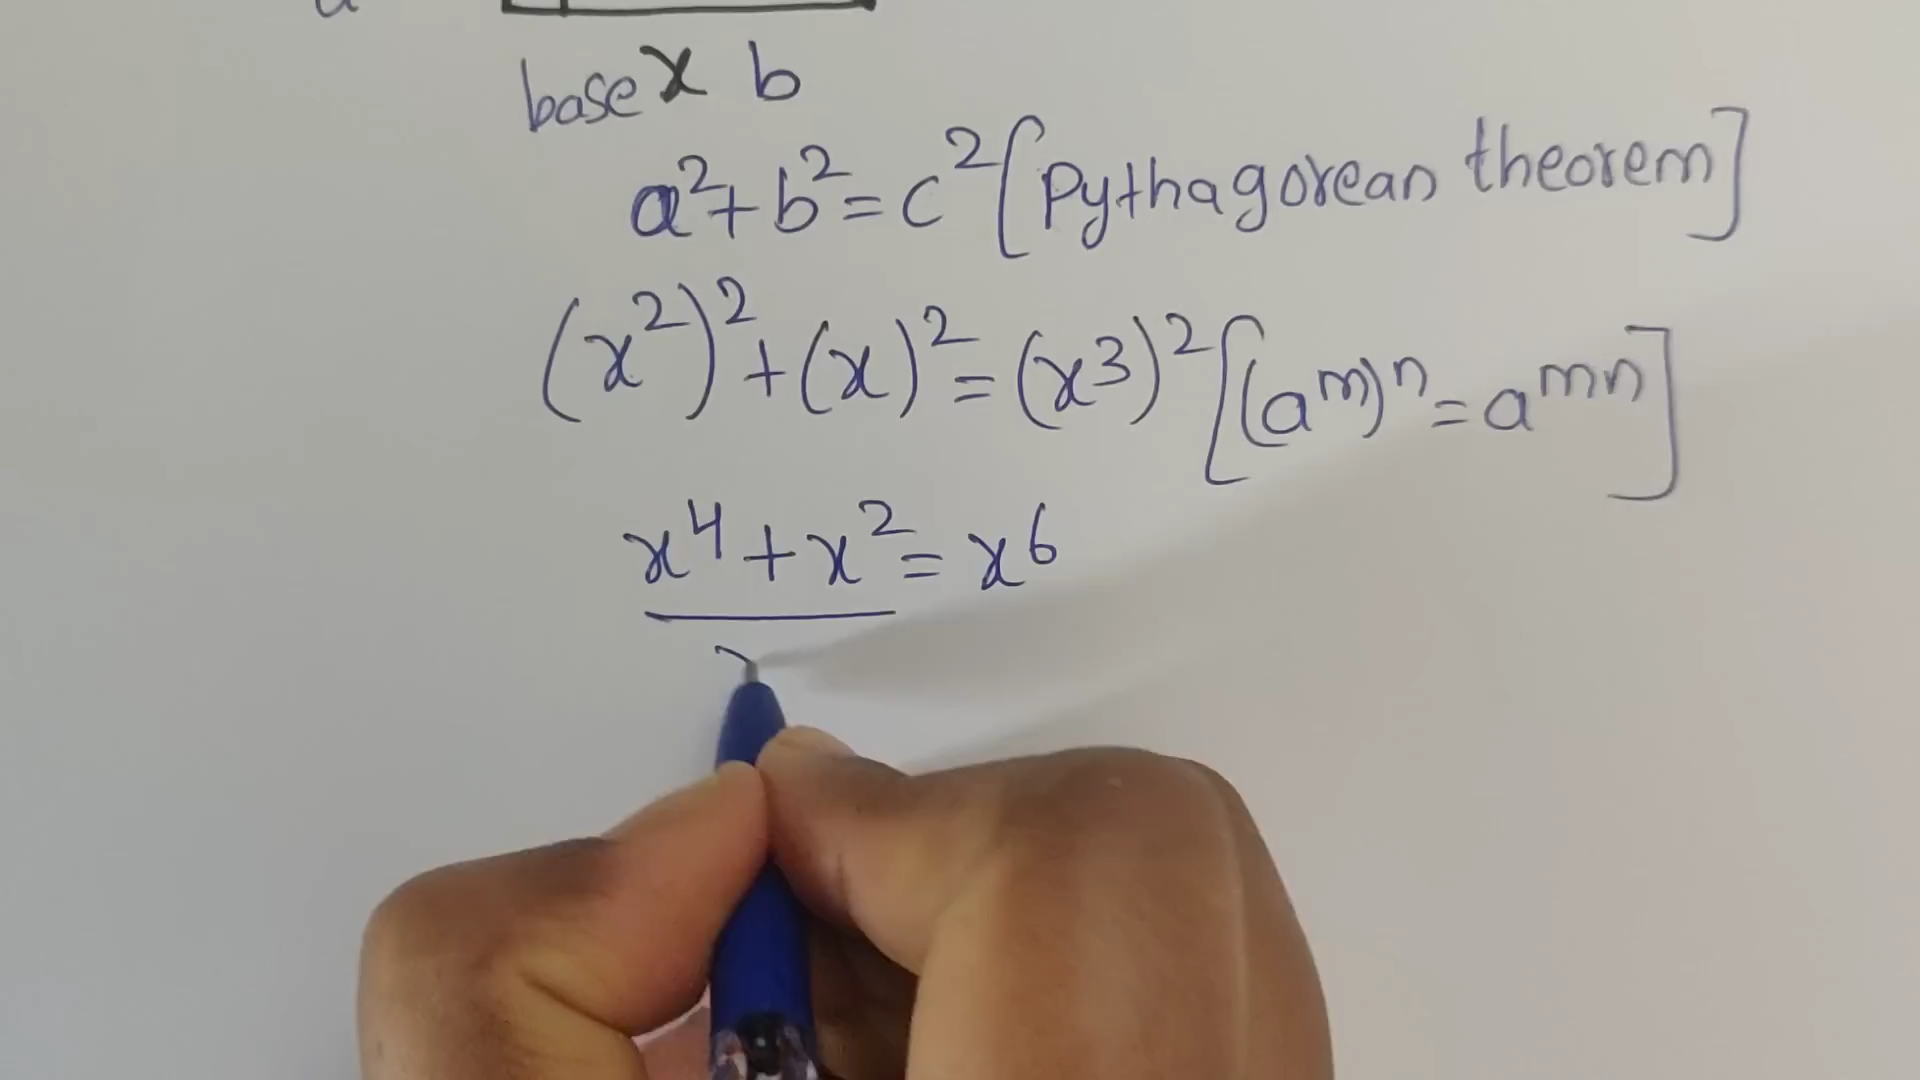 base x b
a²+b²=c² [Pythagorean theorem]
(x²)²+(x)²=(x³)² [(aᵐ)ⁿ=aᵐⁿ]
x⁴+x²=x⁶